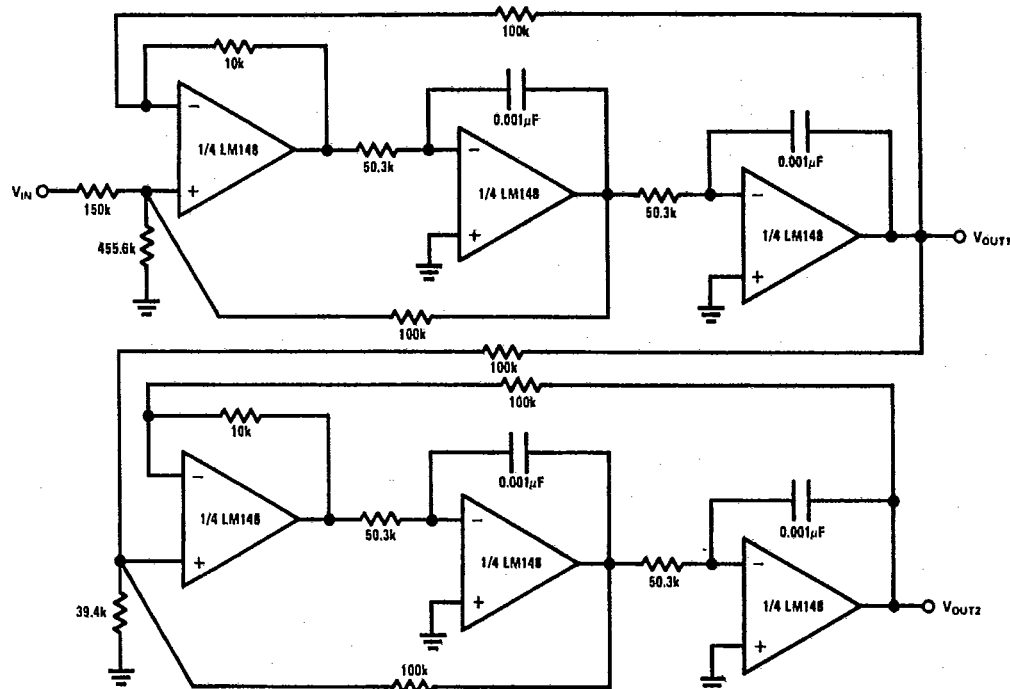 100k
10k
0.001μF
1/4 LM148
50.3k
0.001μF
VIN
150k
1/4 LM148
50.3k
1/4 LM148
VOUT1
455.6k
100k
100k
100k
10k
0.001μF
1/4 LM148
50.3k
0.001μF
1/4 LM148
50.3k
39.4k
1/4 LM148
VOUT2
100k